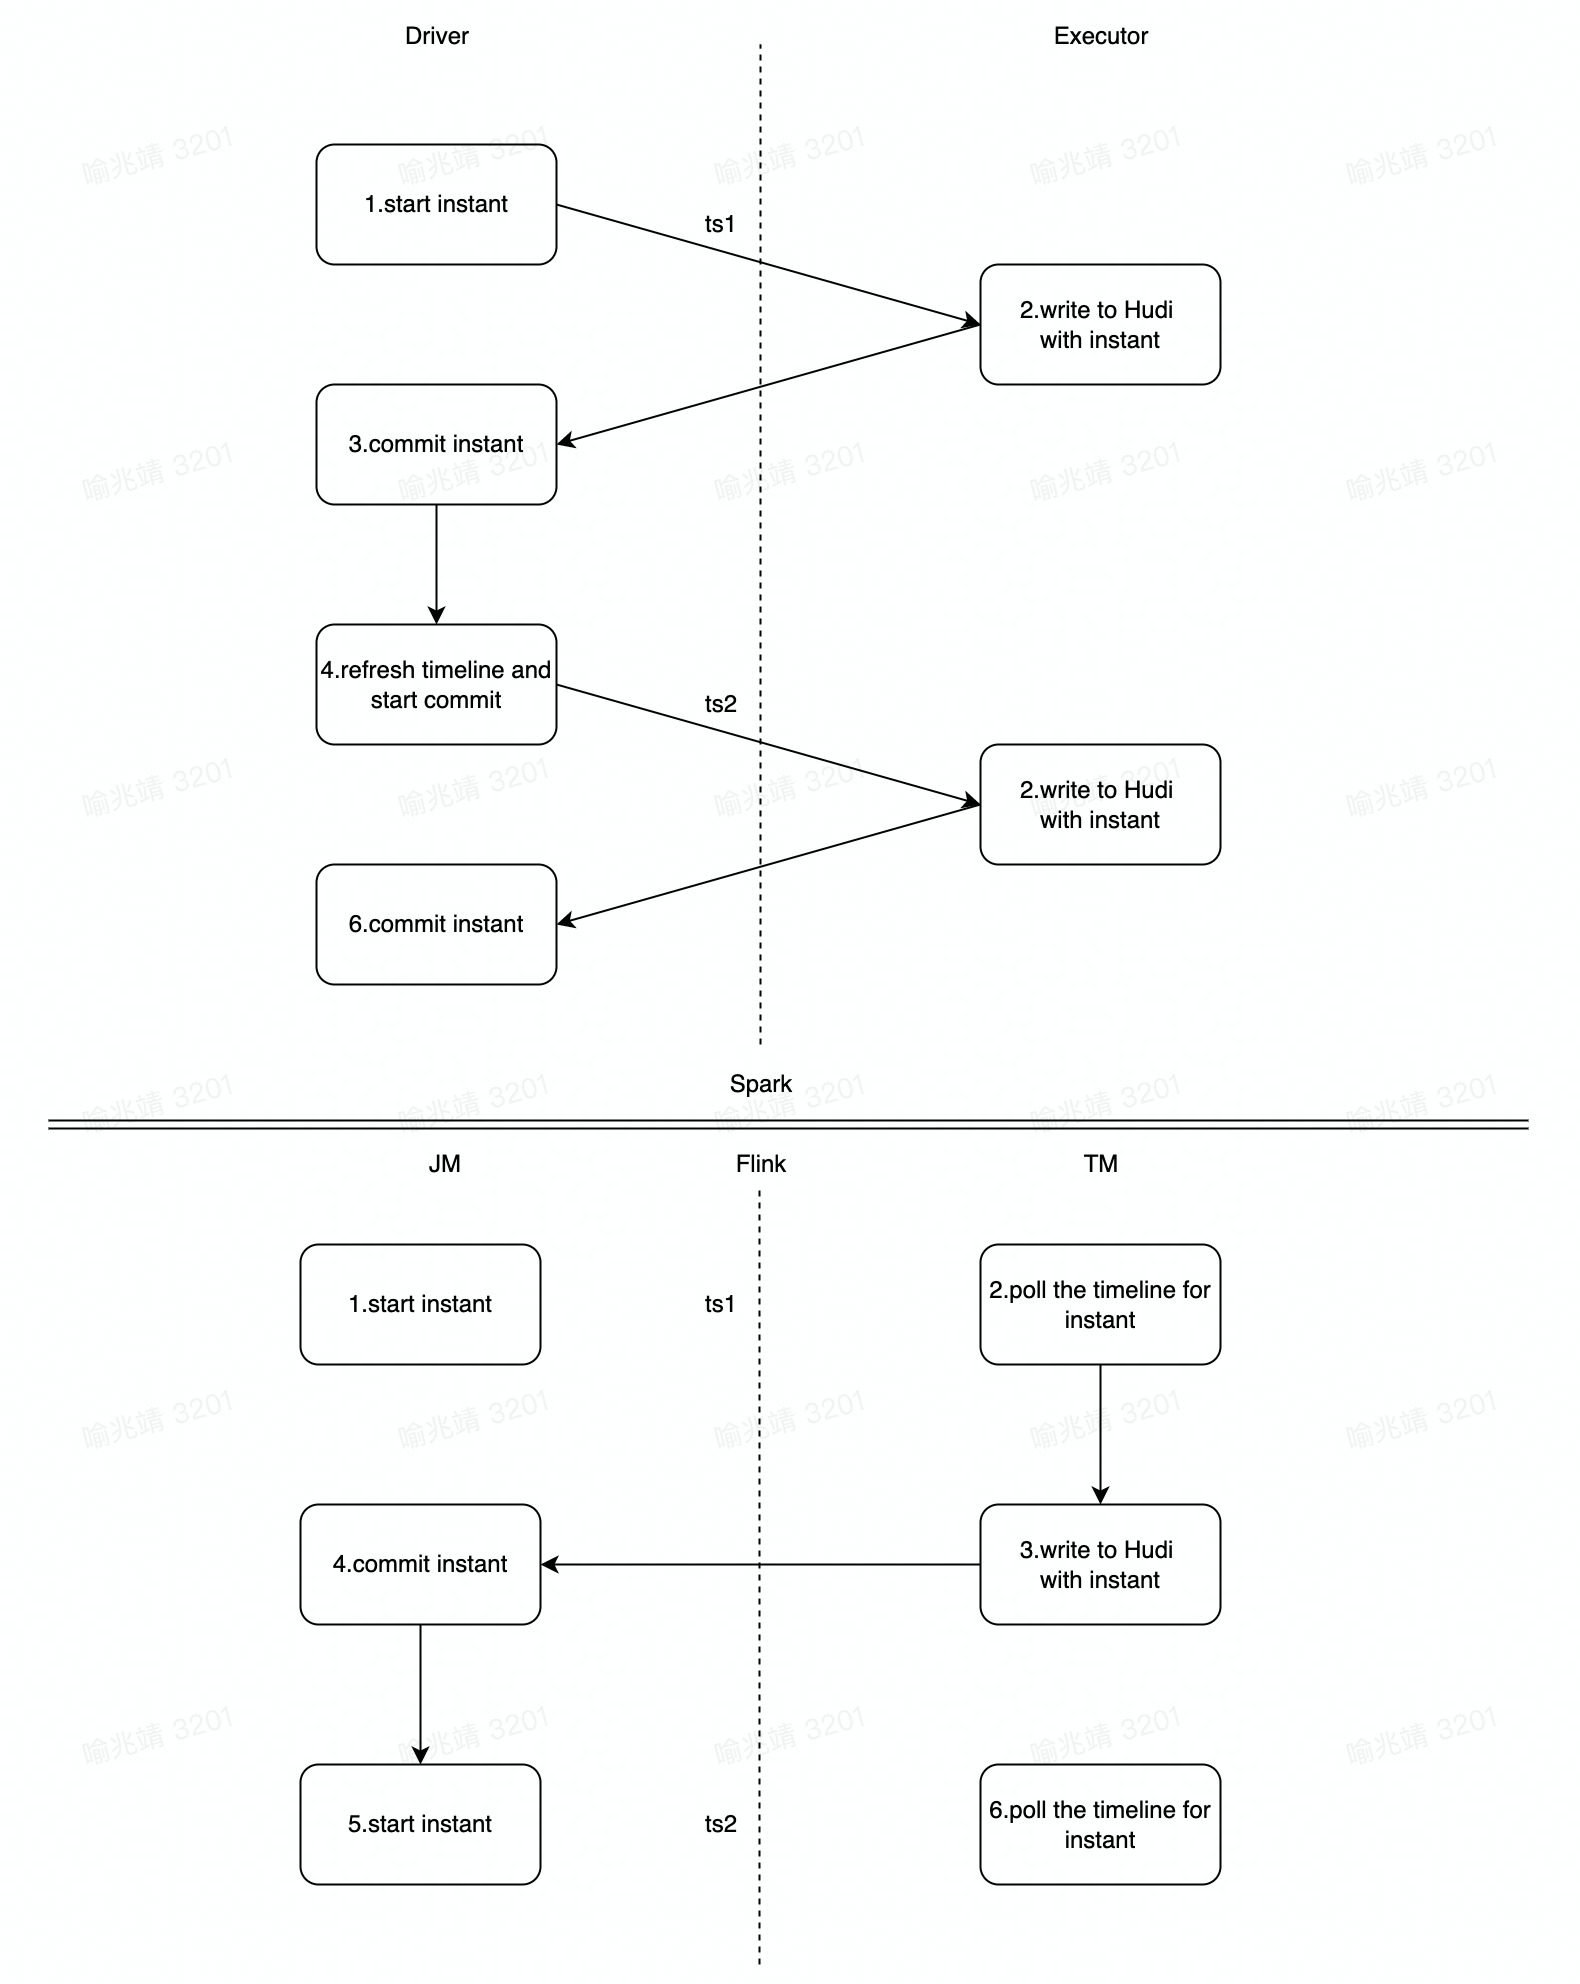 Driver
Executor
1.start instant
ts1
2.write to Hudi
with instant
3.commit instant
4.refresh timeline and
start commit
ts2
2.write to Hudi
with instant
6.commit instant
Spark
JM
Flink
TM
1.start instant
ts1
2.poll the timeline for
instant
4.commit instant
3.write to Hudi
with instant
5.start instant
ts2
6.poll the timeline for
instant
喻兆靖 3201